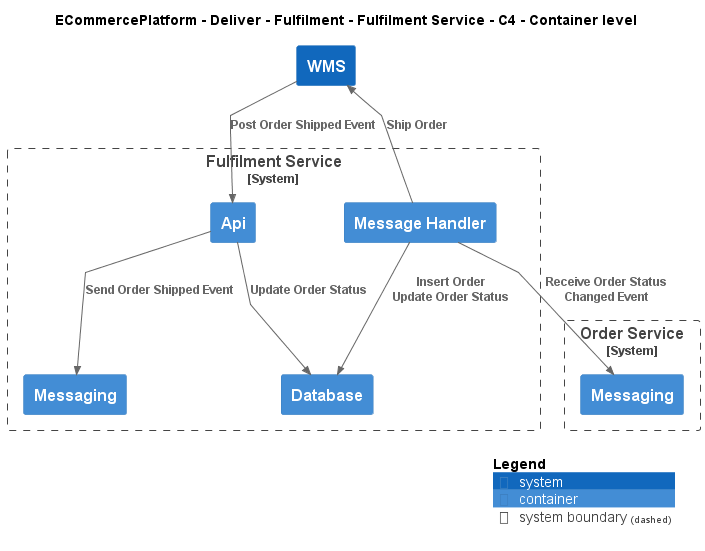 ECommercePlatform - Deliver - Fulfilment - Fulfilment Service - C4 - Container level
WMS
Post Order Shipped Event
Ship Order
Fulfilment Service
[System]
Api
Message Handler
Send Order Shipped Event
Update Order Status
Insert Order
Update Order Status
Receive Order Status
Changed Event
Order Service
[System]
Messaging
Database
Messaging
Legend
system
container
system boundary (dashed)